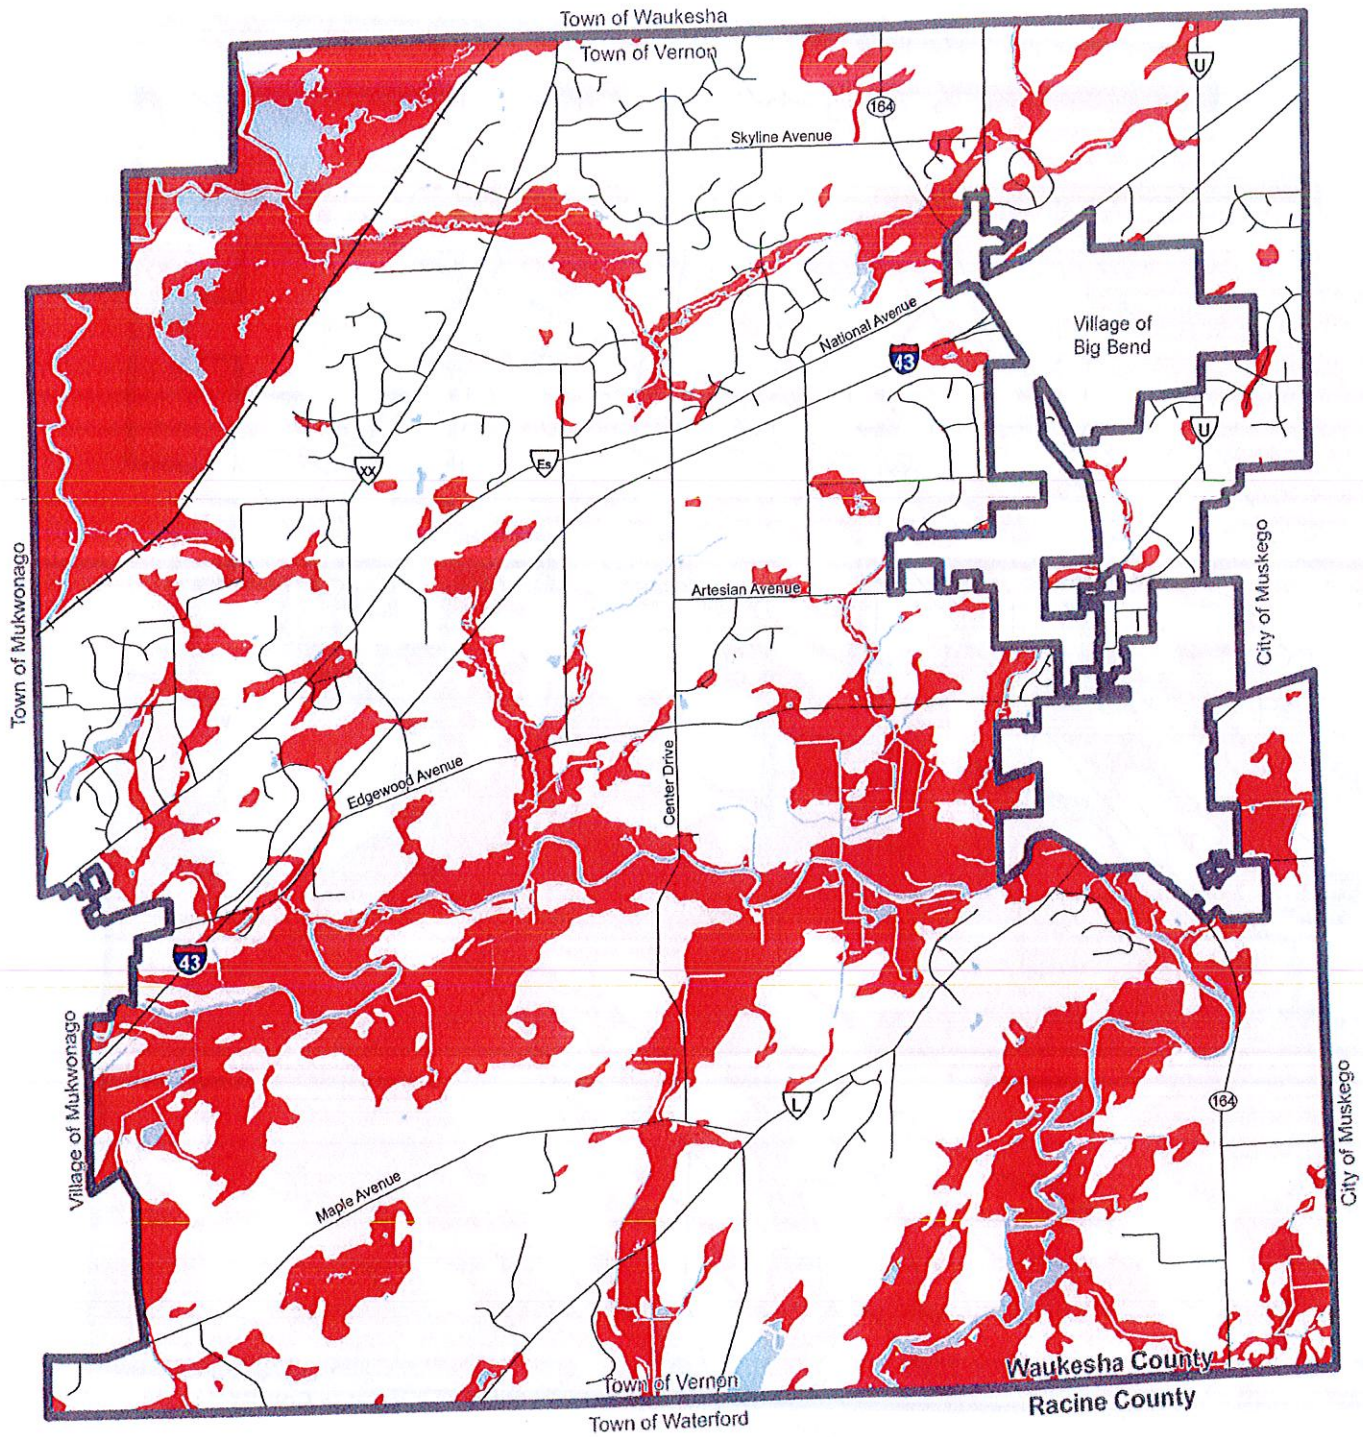 Town of Waukesha
Town of Vernon
U
164
Skyline Avenue
National Avenue
43
Village of
Big Bend
XX
Es
U
Town of Mukwonago
Artesian Avenue
City of Muskego
Edgewood Avenue
Center Drive
43
Village of Mukwonago
L
164
City of Muskego
Maple Avenue
Town of Vernon
Waukesha County
Racine County
Town of Waterford